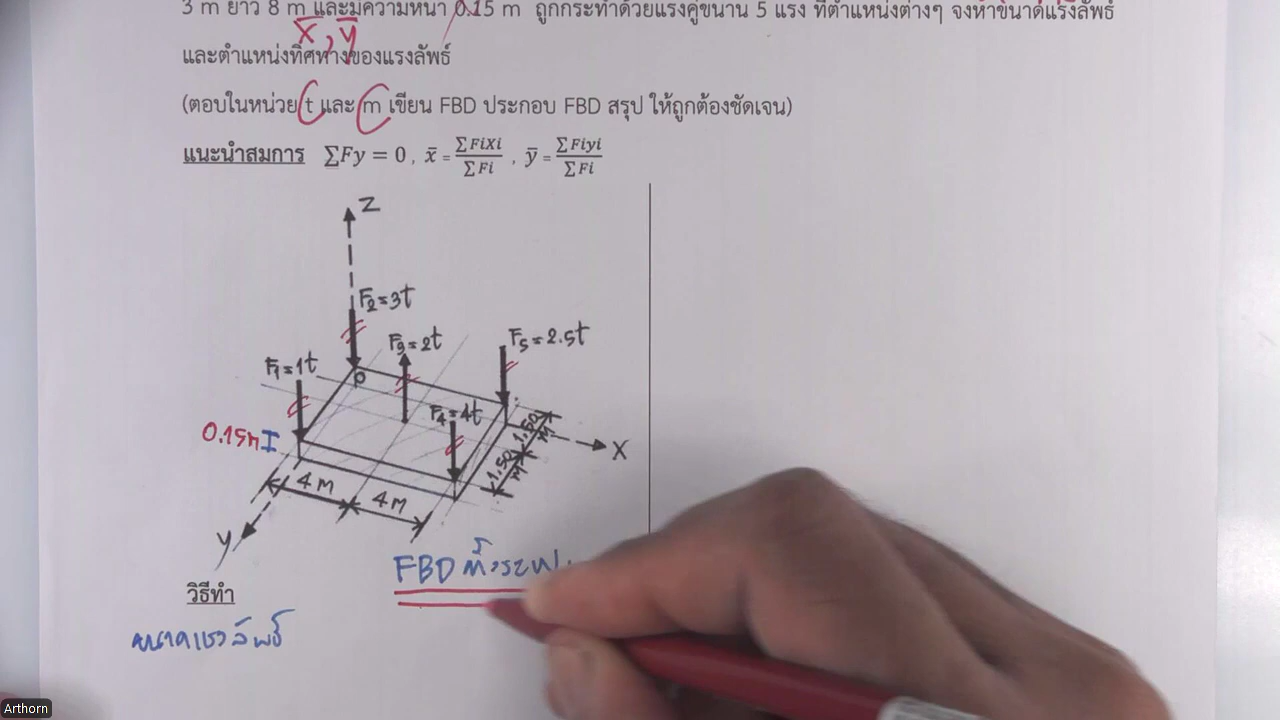 3 m ยาว 8 m และมีความหนา 0.15 m ถูกกระทำด้วยแรงคู่ขนาน 5 แรง ที่ตำแหน่งต่างๆ จงหาขนาดแรงลัพธ์
x̄, ȳ
และตำแหน่งทิศทางของแรงลัพธ์
(ตอบในหน่วย t และ m เขียน FBD ประกอบ FBD สรุป ให้ถูกต้องชัดเจน)
แนะนำสมการ ∑Fy = 0 , x̄ = ∑FiXi / ∑Fi , ȳ = ∑Fiyi / ∑Fi
Z
F2=3t
F3=2t
F5=2.5t
F1=1t
O
F4=4t
0.15m
1.50 m
X
1.50 m
4 m
4 m
y
FBD ทั้งระบบ
วิธีทำ
ขนาดแรงลัพธ์
Arthorn